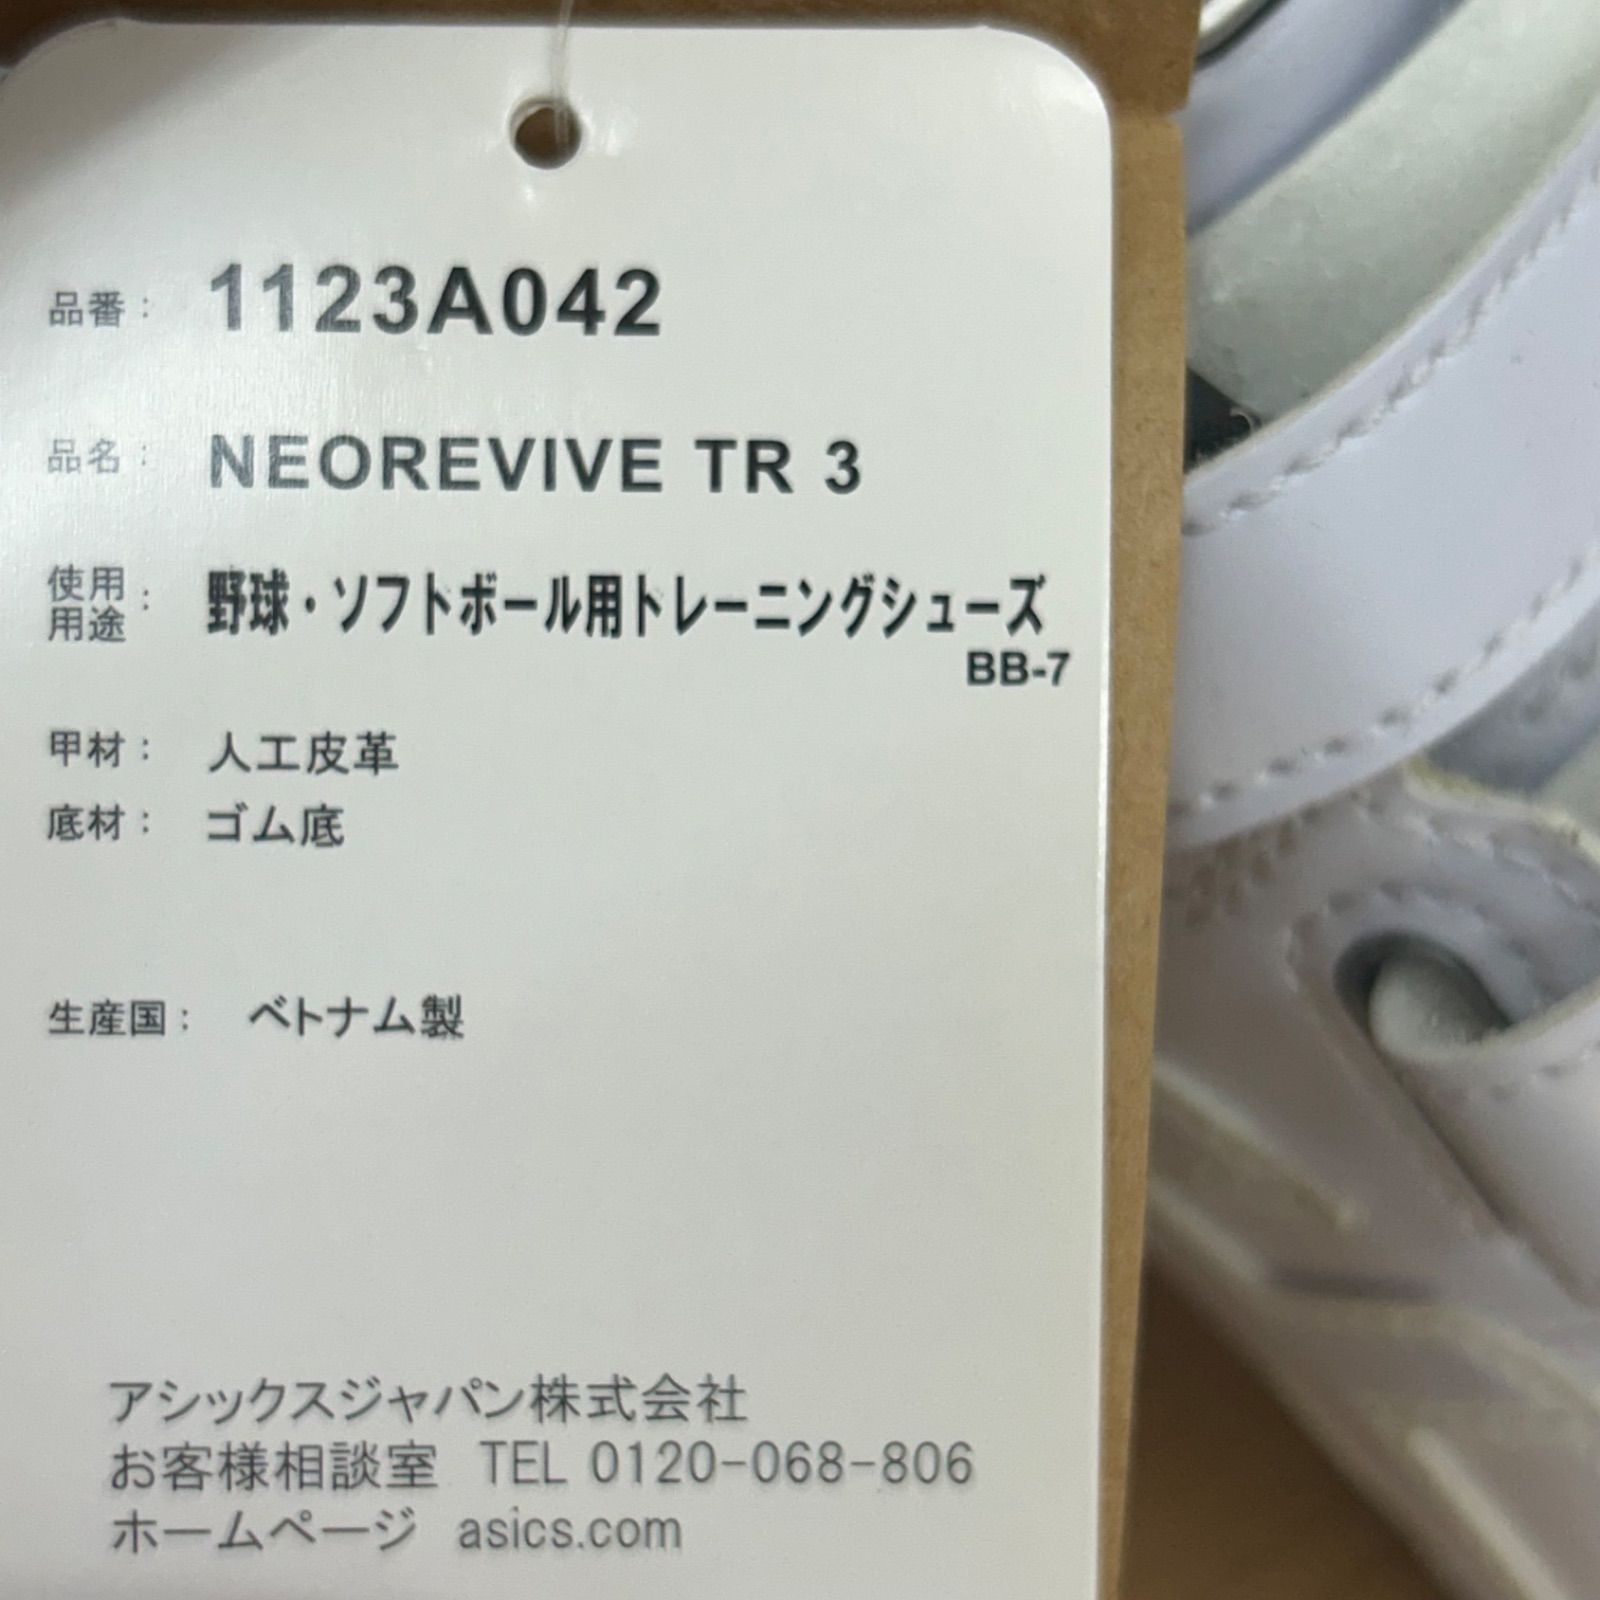 品番： 1123A042
品名： NEOREVIVE TR 3
使用用途： 野球・ソフトボール用トレーニングシューズ
BB-7
甲材： 人工皮革
底材： ゴム底
生産国： ベトナム製
アシックスジャパン株式会社
お客様相談室 TEL 0120-068-806
ホームページ asics.com